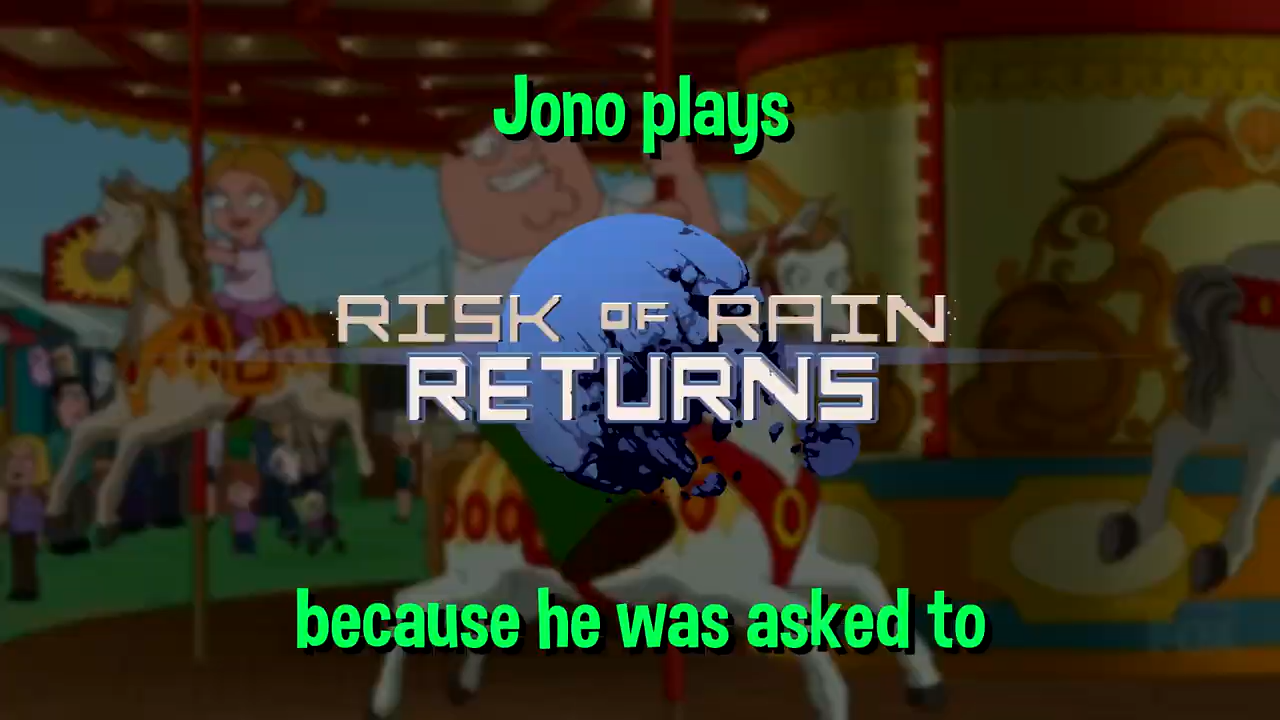 Jono plays
RISK OF RAIN
RETURNS
because he was asked to